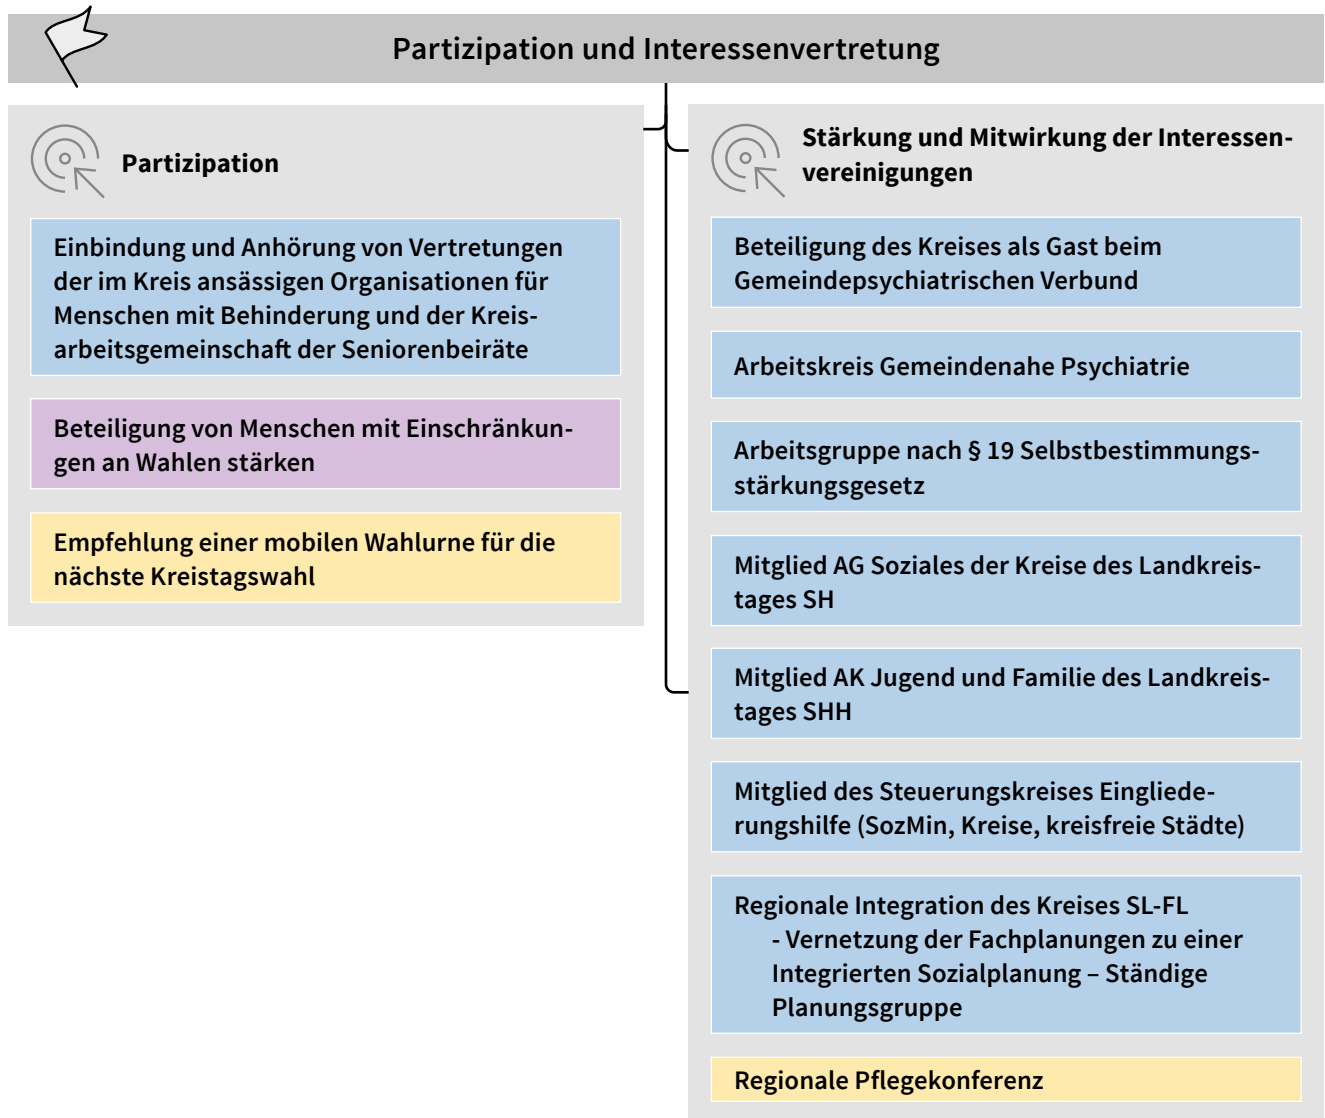 Partizipation und Interessenvertretung
Partizipation
Einbindung und Anhörung von Vertretungen
der im Kreis ansässigen Organisationen für
Menschen mit Behinderung und der Kreis-
arbeitsgemeinschaft der Seniorenbeiräte
Beteiligung von Menschen mit Einschränkun-
gen an Wahlen stärken
Empfehlung einer mobilen Wahlurne für die
nächste Kreistagswahl
Stärkung und Mitwirkung der Interessen-
vereinigungen
Beteiligung des Kreises als Gast beim
Gemeindepsychiatrischen Verbund
Arbeitskreis Gemeindenahe Psychiatrie
Arbeitsgruppe nach § 19 Selbstbestimmungs-
stärkungsgesetz
Mitglied AG Soziales der Kreise des Landkreis-
tages SH
Mitglied AK Jugend und Familie des Landkreis-
tages SHH
Mitglied des Steuerungskreises Eingliede-
rungshilfe (SozMin, Kreise, kreisfreie Städte)
Regionale Integration des Kreises SL-FL
- Vernetzung der Fachplanungen zu einer
Integrierten Sozialplanung – Ständige
Planungsgruppe
Regionale Pflegekonferenz